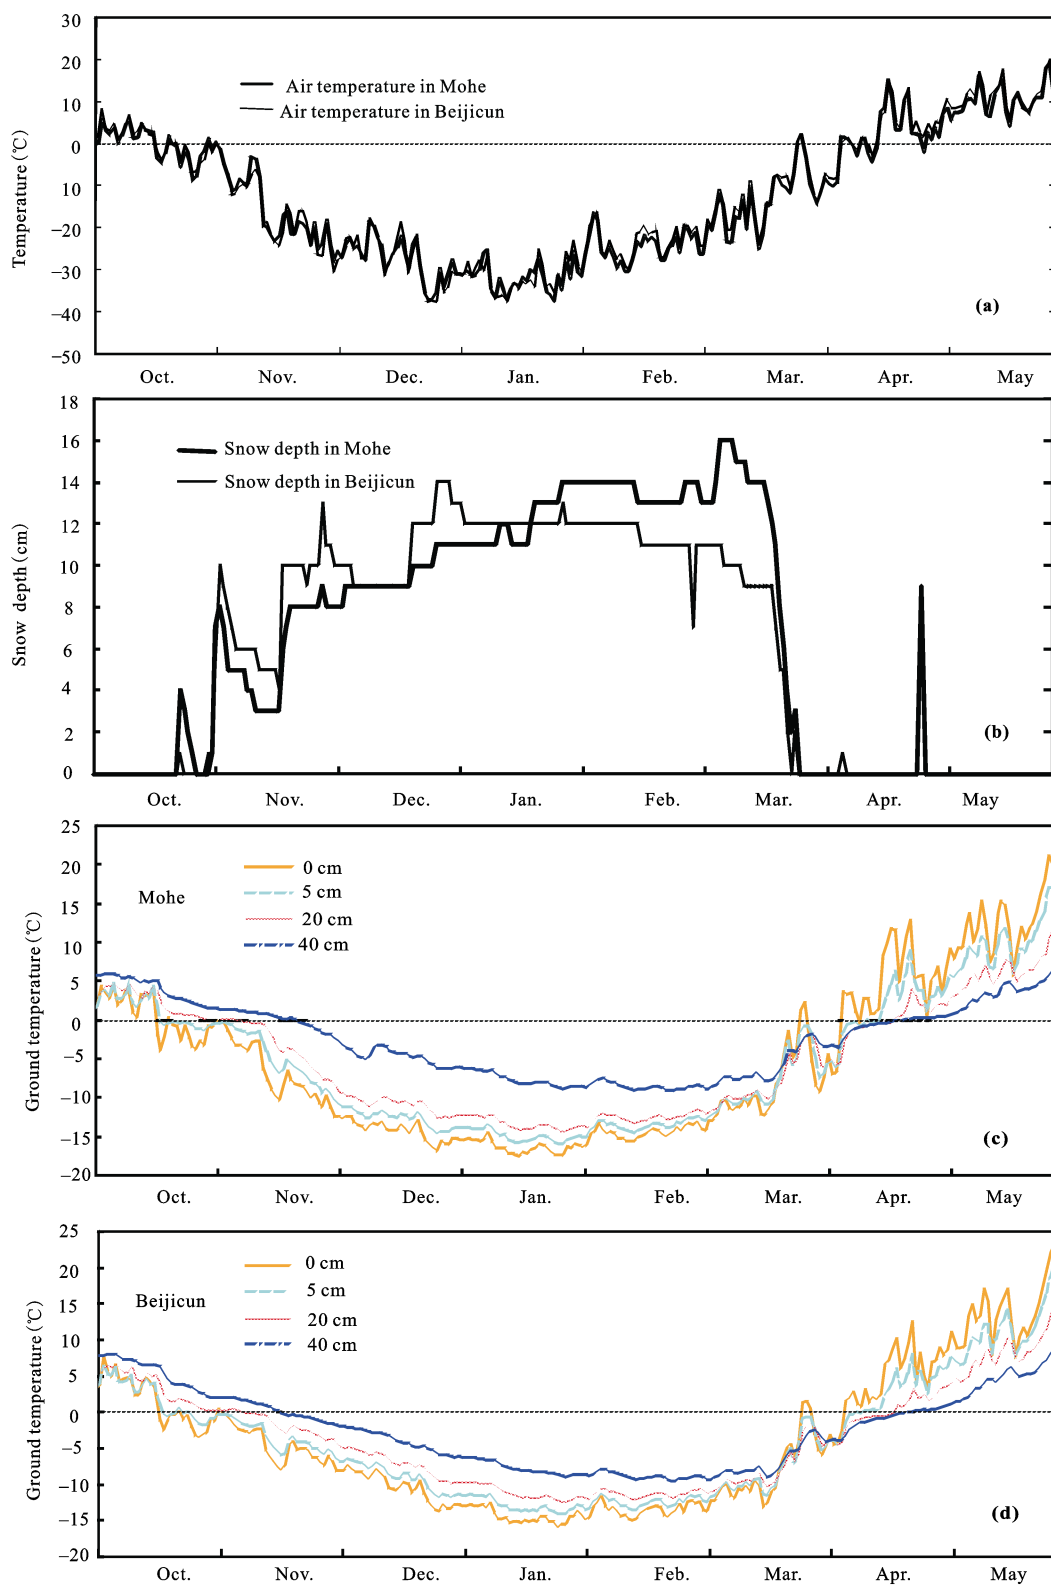 30
20
10
0
10
−20
−30
−40
−50
Temperature (℃)
Air temperature in Mohe
Air temperature in Beijicun
(a)
Oct. Nov. Dec. Jan. Feb. Mar. Apr. May
18
16
14
12
10
8
6
4
2
0
Snow depth (cm)
Snow depth in Mohe
Snow depth in Beijicun
(b)
Oct. Nov. Dec. Jan. Feb. Mar. Apr. May
25
20
15
10
5
0
−5
−10
−15
−20
Ground temperature (℃)
Mohe
0 cm
5 cm
20 cm
40 cm
(c)
Oct. Nov. Dec. Jan. Feb. Mar. Apr. May
25
20
15
10
5
0
−5
−10
−15
−20
Ground temperature (℃)
Beijicun
0 cm
5 cm
20 cm
40 cm
(d)
Oct. Nov. Dec. Jan. Feb. Mar. Apr. May